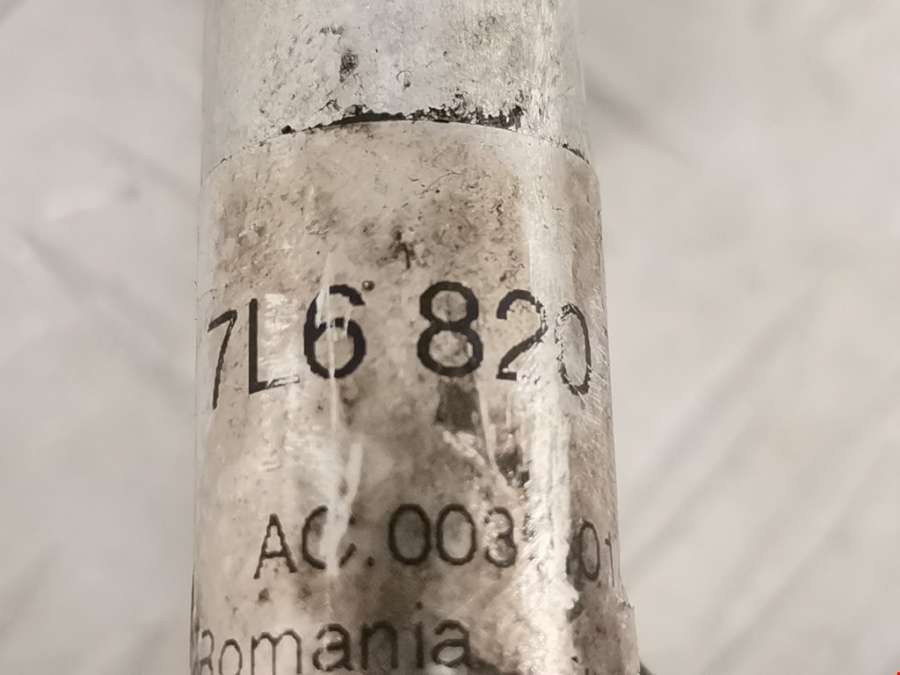 7L6 820
AC.003
Romania